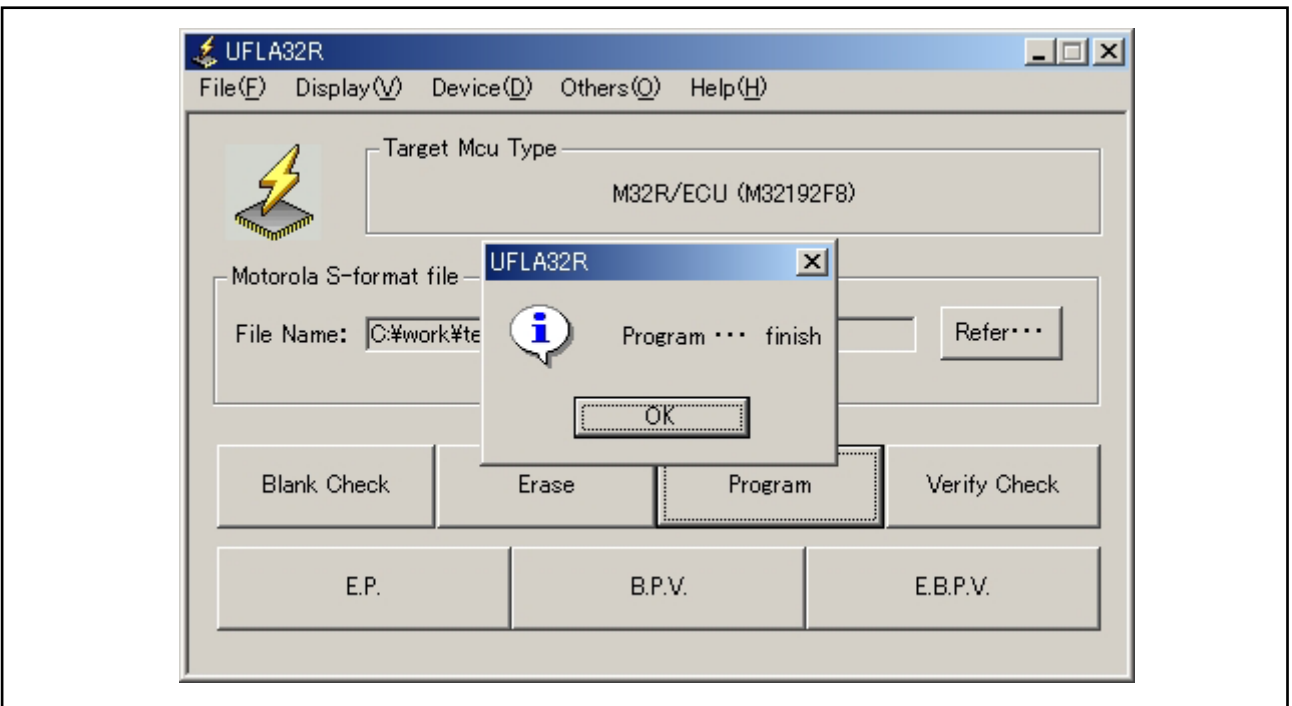 UFLA32R
File(F) Display(V) Device(D) Others(O) Help(H)
Target Mcu Type
M32R/ECU (M32192F8)
Motorola S-format file
File Name: C:¥work¥te
Refer･･･
UFLA32R
Program ･･･ finish
OK
Blank Check Erase Program Verify Check
E.P. B.P.V. E.B.P.V.